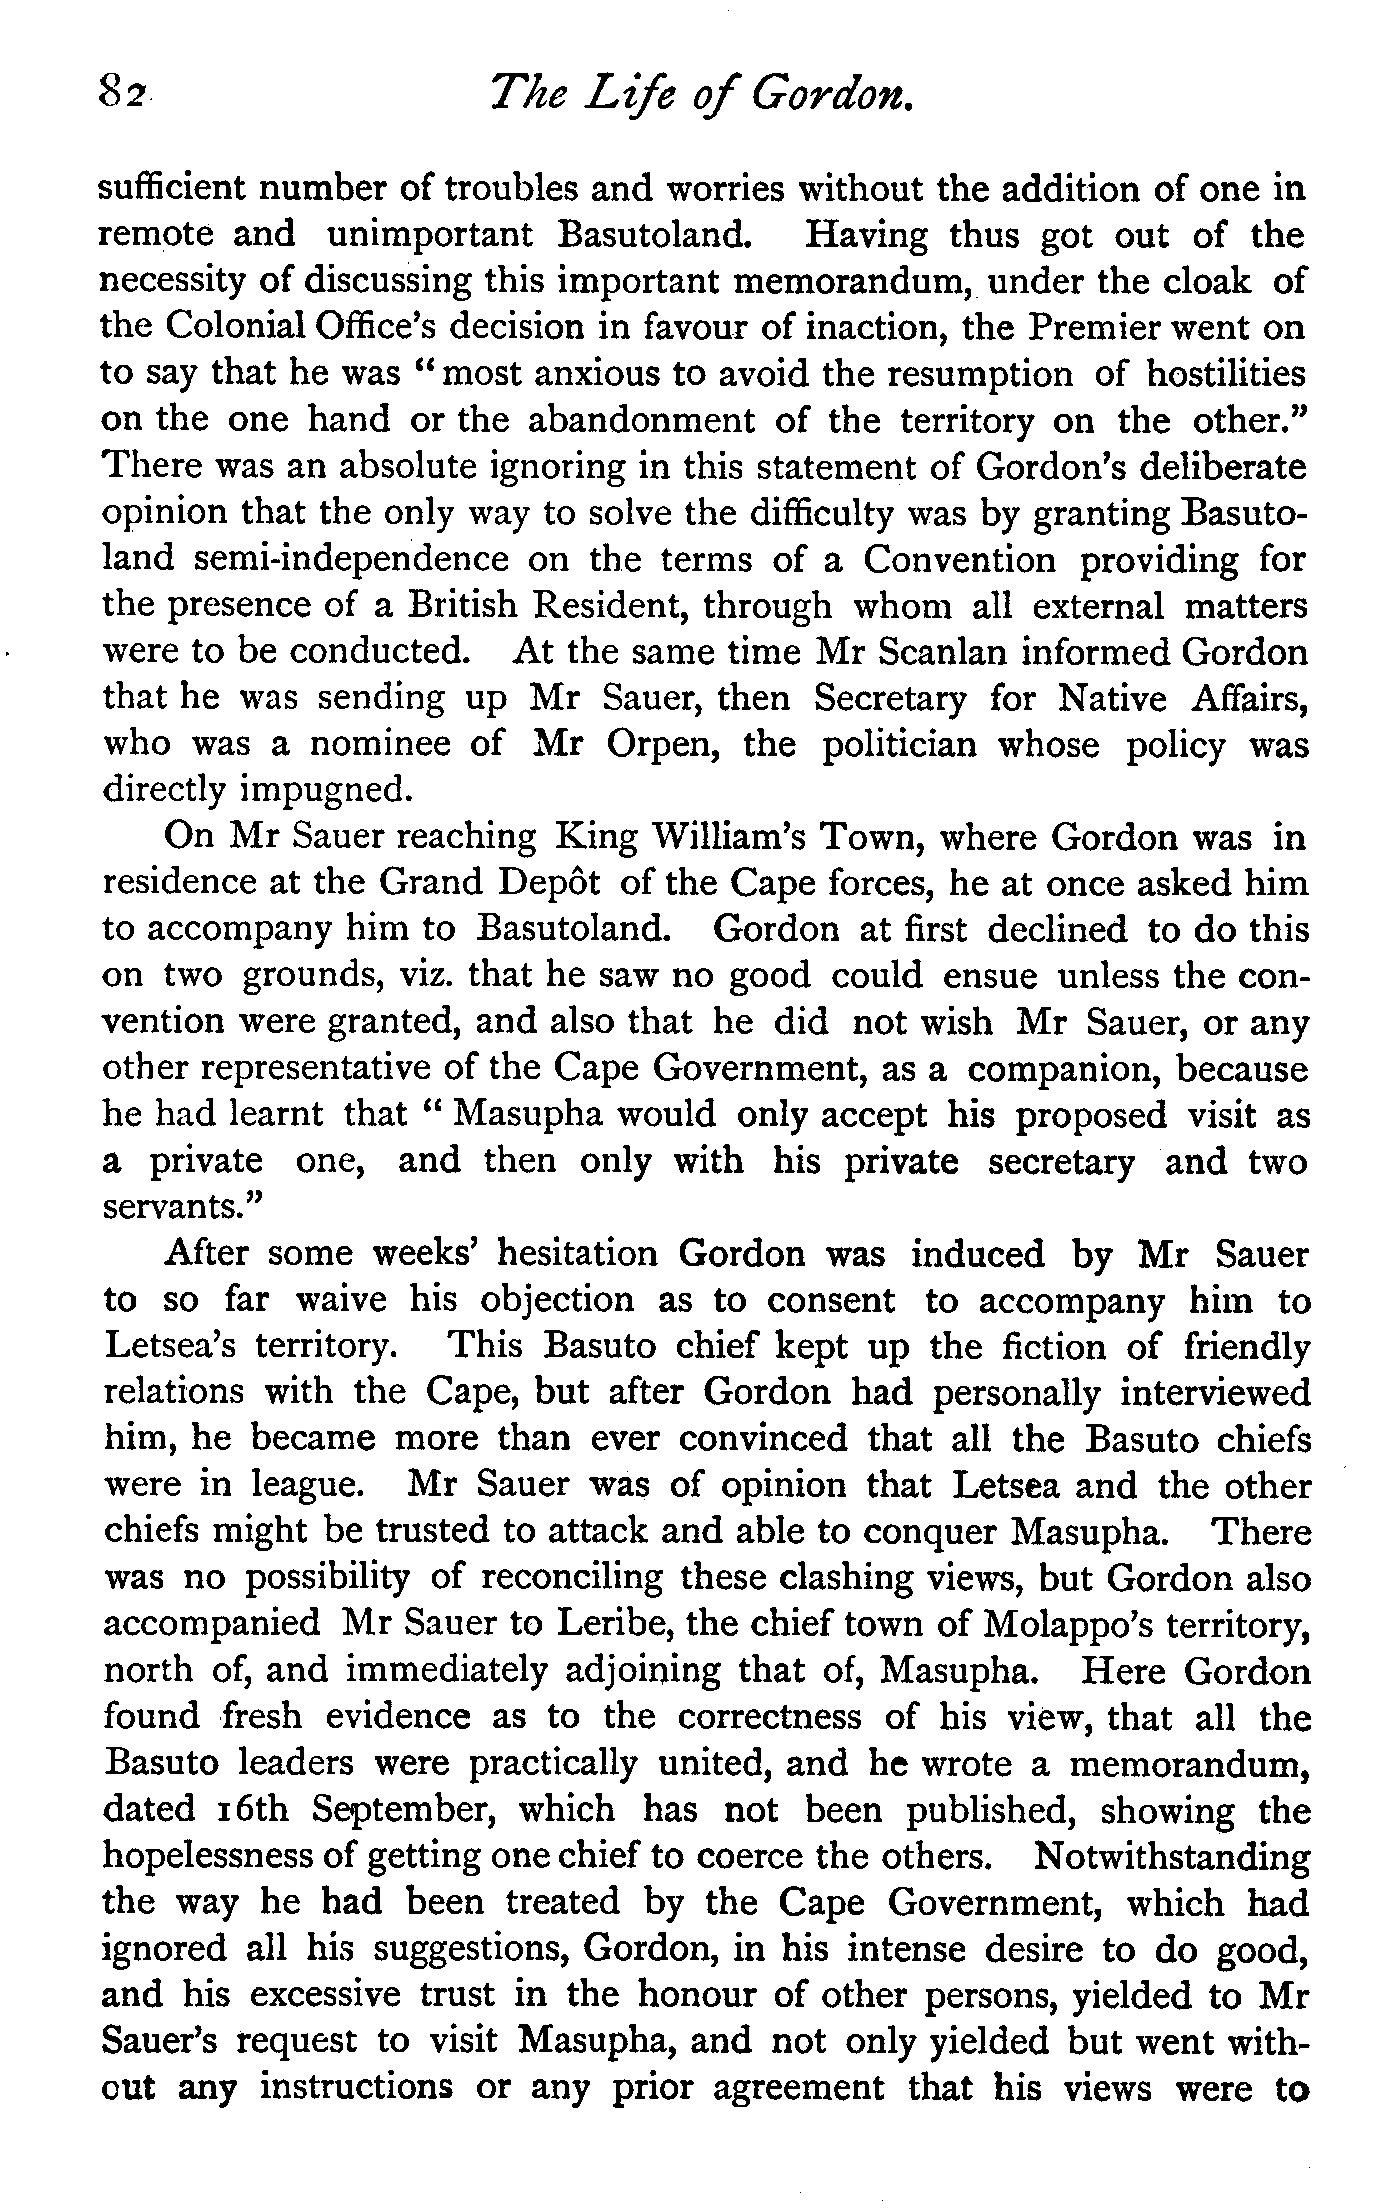 82 The Life of Gordon.
sufficient number of troubles and worries without the addition of one in
remote and unimportant Basutoland. Having thus got out of the
necessity of discussing this important memorandum, under the cloak of
the Colonial Office's decision in favour of inaction, the Premier went on
to say that he was "most anxious to avoid the resumption of hostilities
on the one hand or the abandonment of the territory on the other."
There was an absolute ignoring in this statement of Gordon's deliberate
opinion that the only way to solve the difficulty was by granting Basuto-
land semi-independence on the terms of a Convention providing for
the presence of a British Resident, through whom all external matters
were to be conducted. At the same time Mr Scanlan informed Gordon
that he was sending up Mr Sauer, then Secretary for Native Affairs,
who was a nominee of Mr Orpen, the politician whose policy was
directly impugned.
On Mr Sauer reaching King William's Town, where Gordon was in
residence at the Grand Depôt of the Cape forces, he at once asked him
to accompany him to Basutoland. Gordon at first declined to do this
on two grounds, viz. that he saw no good could ensue unless the con-
vention were granted, and also that he did not wish Mr Sauer, or any
other representative of the Cape Government, as a companion, because
he had learnt that "Masupha would only accept his proposed visit as
a private one, and then only with his private secretary and two
servants."
After some weeks' hesitation Gordon was induced by Mr Sauer
to so far waive his objection as to consent to accompany him to
Letsea's territory. This Basuto chief kept up the fiction of friendly
relations with the Cape, but after Gordon had personally interviewed
him, he became more than ever convinced that all the Basuto chiefs
were in league. Mr Sauer was of opinion that Letsea and the other
chiefs might be trusted to attack and able to conquer Masupha. There
was no possibility of reconciling these clashing views, but Gordon also
accompanied Mr Sauer to Leribe, the chief town of Molappo's territory,
north of, and immediately adjoining that of, Masupha. Here Gordon
found fresh evidence as to the correctness of his view, that all the
Basuto leaders were practically united, and he wrote a memorandum,
dated 16th September, which has not been published, showing the
hopelessness of getting one chief to coerce the others. Notwithstanding
the way he had been treated by the Cape Government, which had
ignored all his suggestions, Gordon, in his intense desire to do good,
and his excessive trust in the honour of other persons, yielded to Mr
Sauer's request to visit Masupha, and not only yielded but went with-
out any instructions or any prior agreement that his views were to